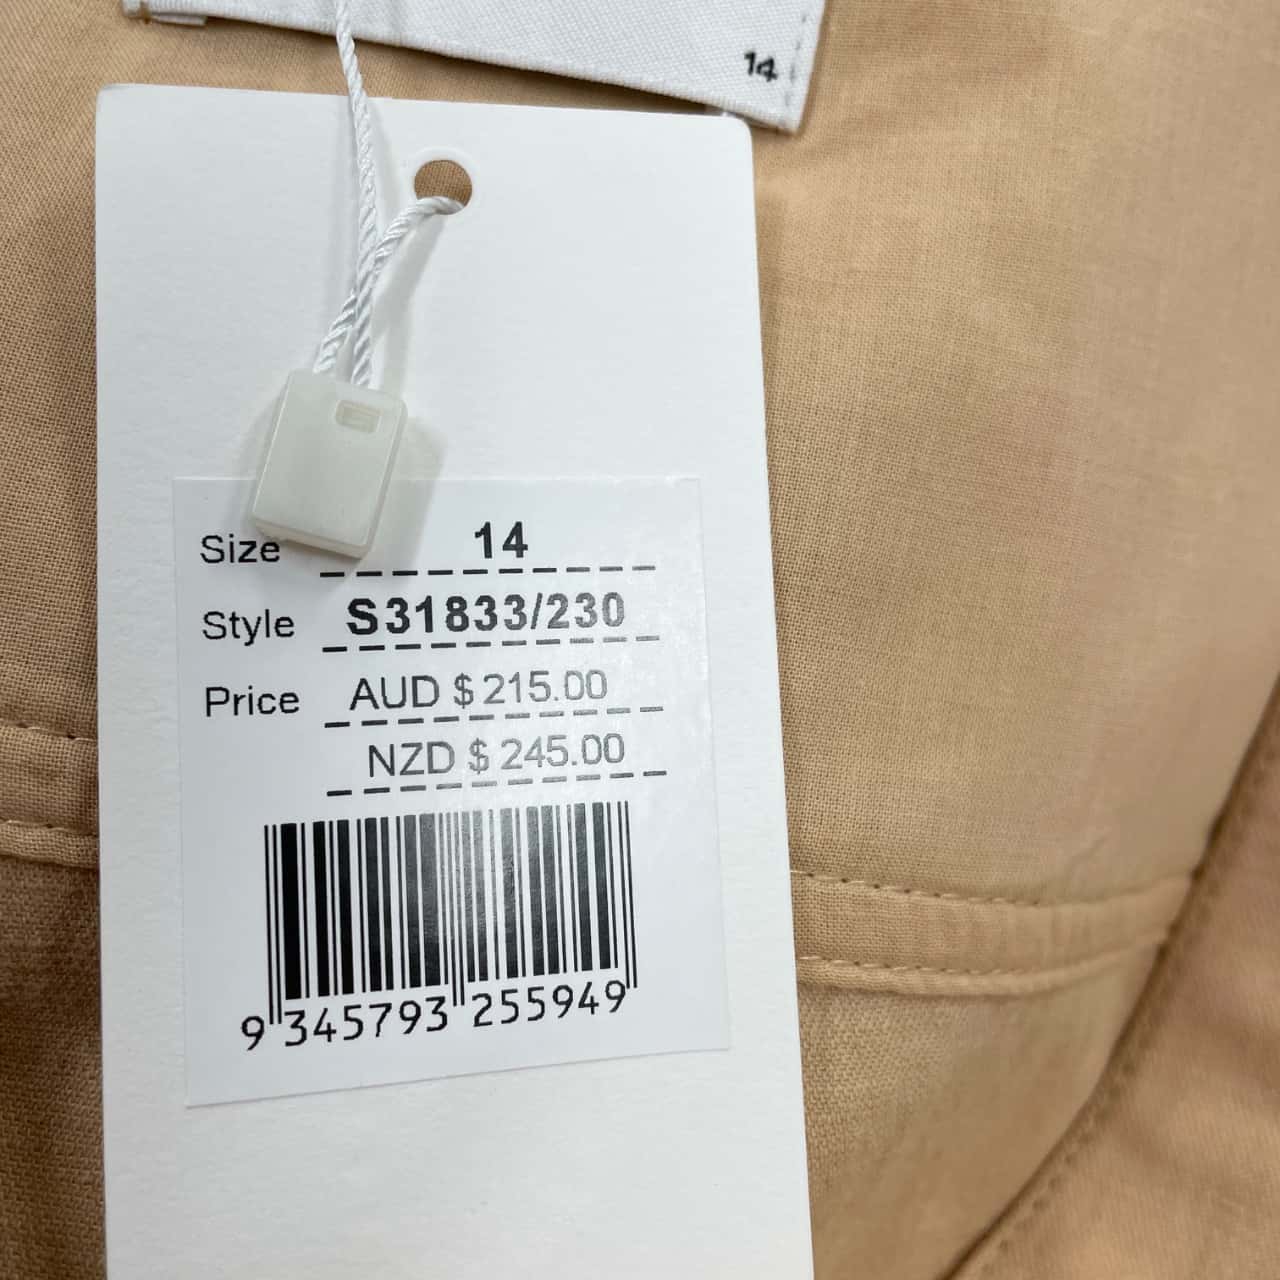 14
Size 14
Style S31833/230
Price AUD $ 215.00
NZD $ 245.00
9 345793 255949